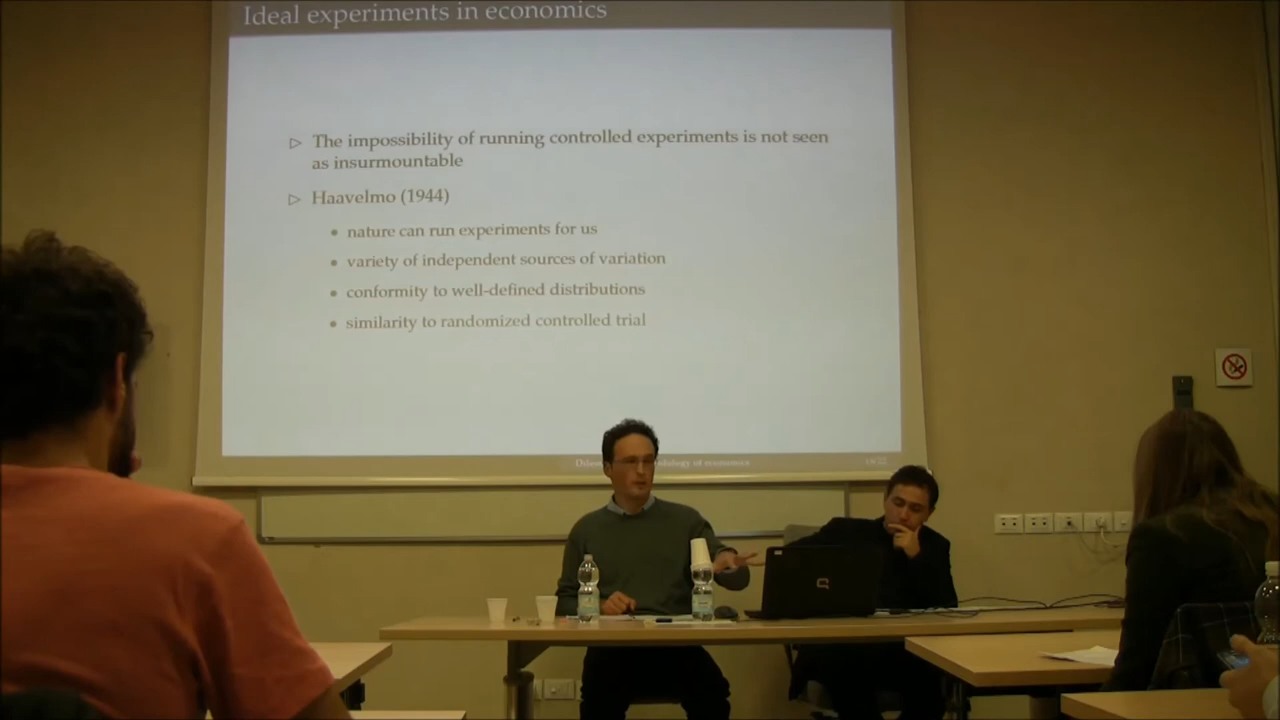 Ideal experiments in economics
The impossibility of running controlled experiments is not seen
as insurmountable
Haavelmo (1944)
nature can run experiments for us
variety of independent sources of variation
conformity to well-defined distributions
similarity to randomized controlled trial
of economics